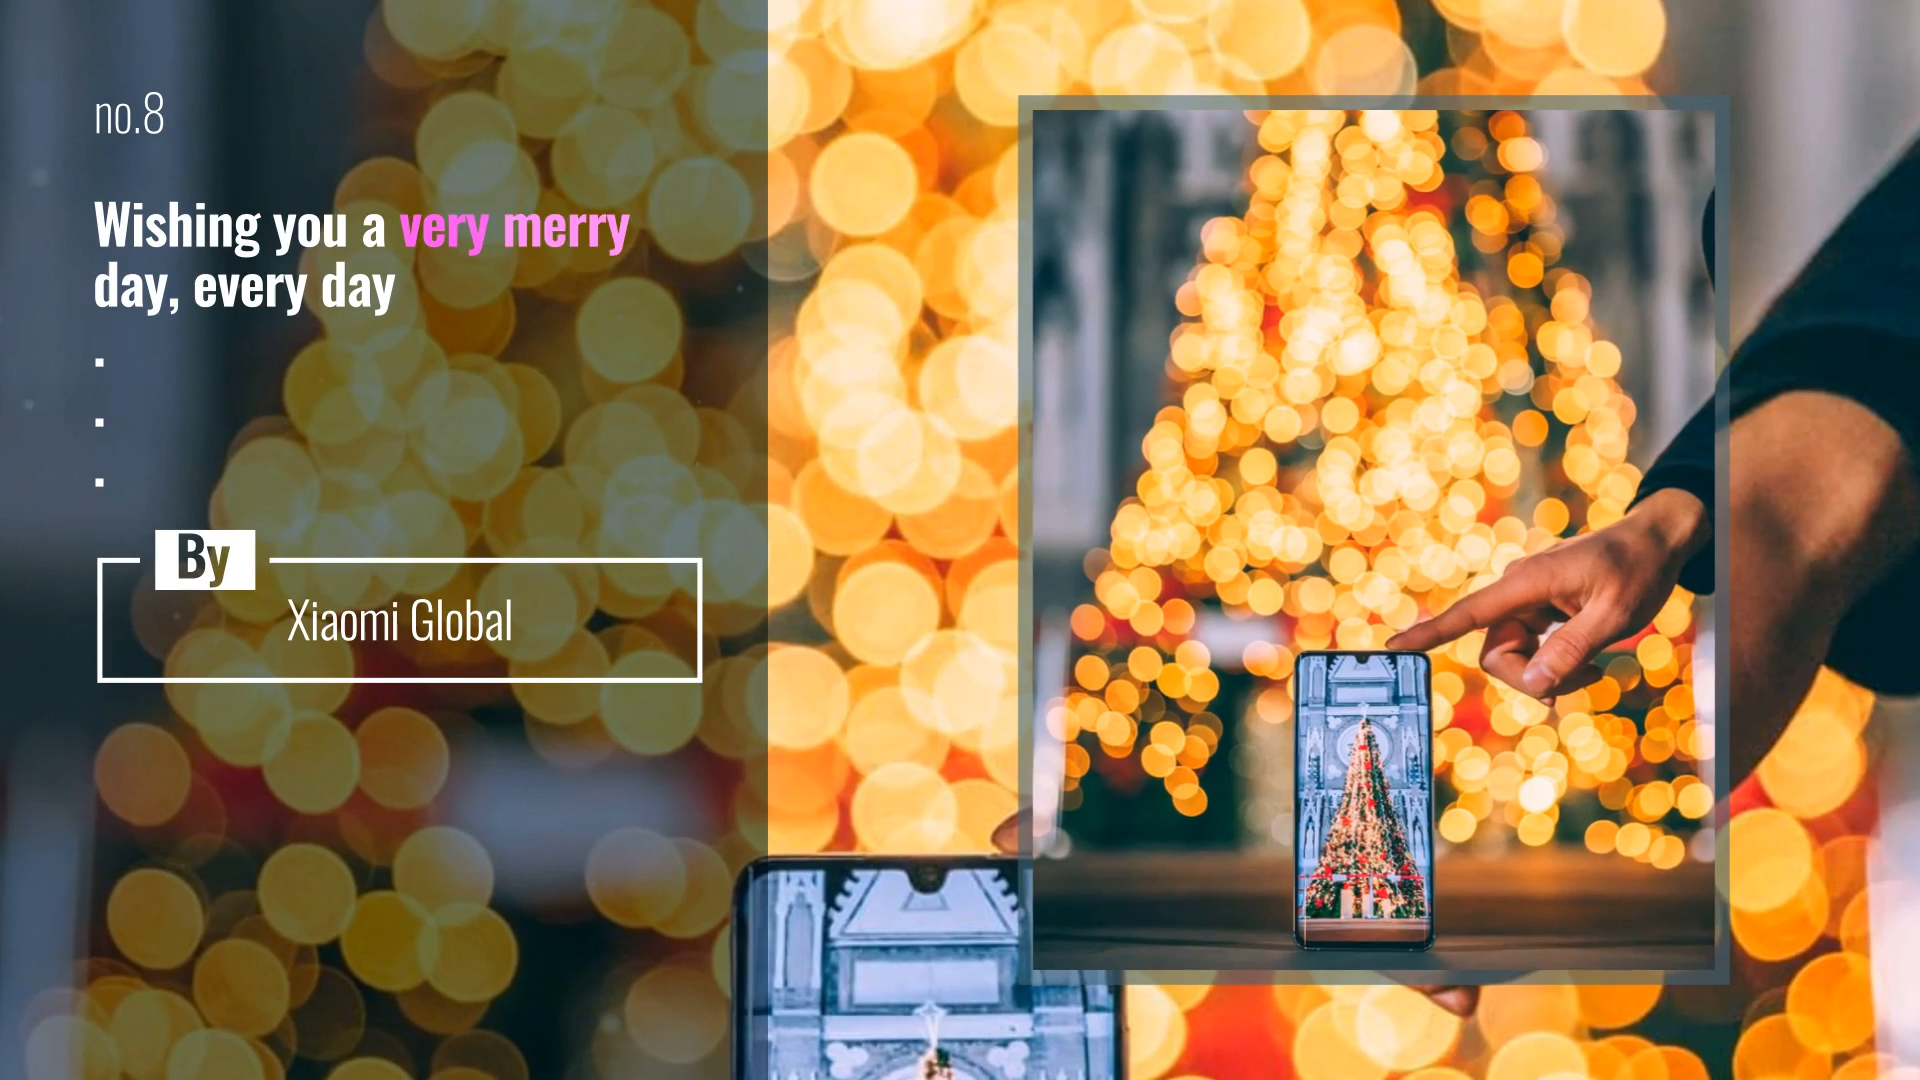 no.8
Wishing you a very merry
day, every day
.
.
.
By
Xiaomi Global